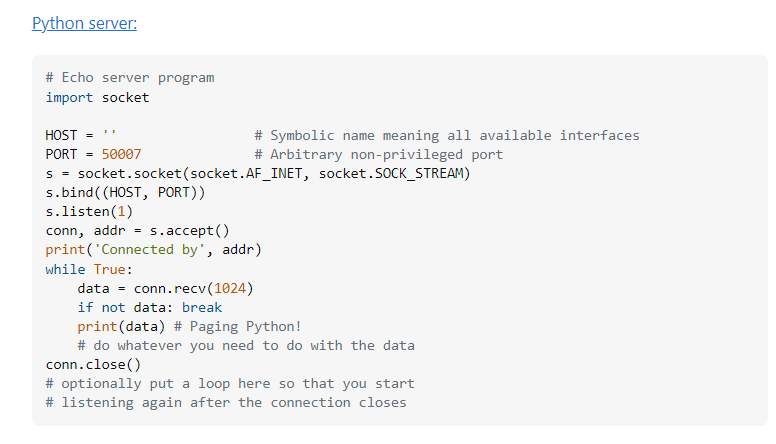 Python server:
# Echo server program
import socket
HOST = ''                 # Symbolic name meaning all available interfaces
PORT = 50007              # Arbitrary non-privileged port
s = socket.socket(socket.AF_INET, socket.SOCK_STREAM)
s.bind((HOST, PORT))
s.listen(1)
conn, addr = s.accept()
print('Connected by', addr)
while True:
    data = conn.recv(1024)
    if not data: break
    print(data) # Paging Python!
    # do whatever you need to do with the data
conn.close()
# optionally put a loop here so that you start
# listening again after the connection closes